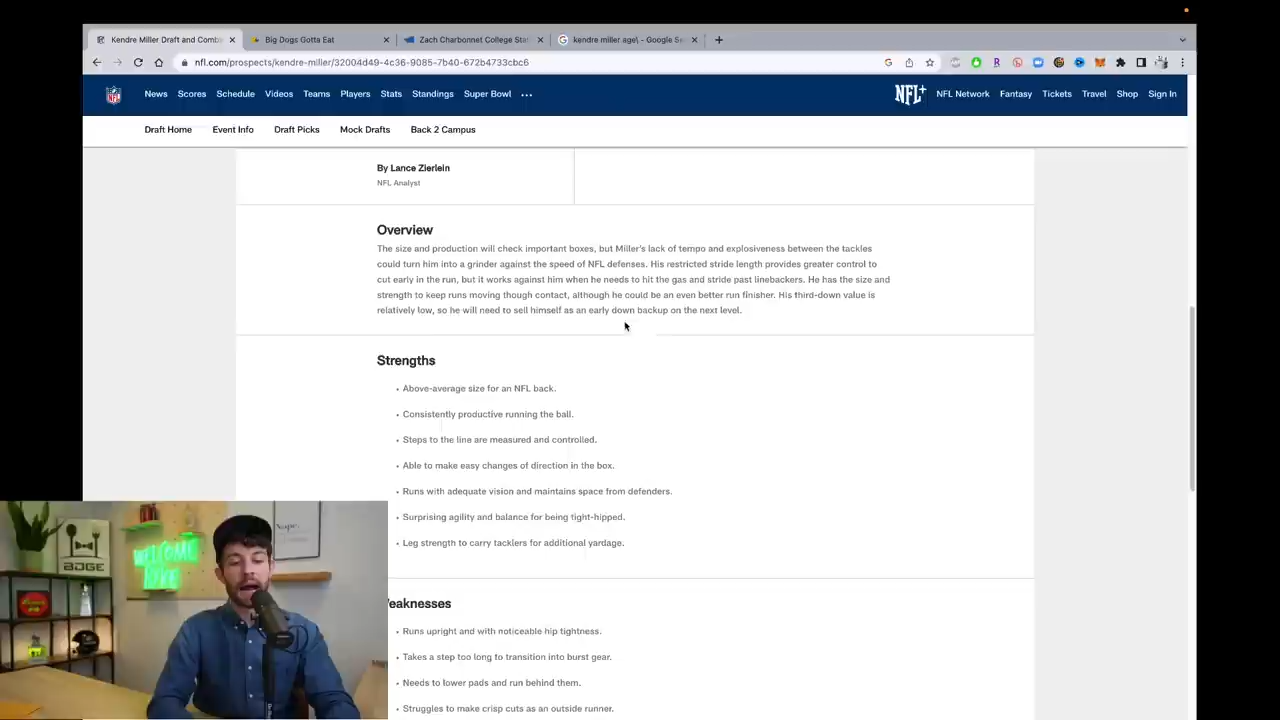 Kendre Miller Draft and Comb
Big Dogs Gotta Eat
Zach Charbonnet College Sta
kendre miller age\ - Google Se
nfl.com/prospects/kendre-miller/32004d49-4c36-9085-7b40-672b4733cbc6
NFL
News Scores Schedule Videos Teams Players Stats Standings Super Bowl
NFL+
NFL Network Fantasy Tickets Travel Shop Sign In
Draft Home Event Info Draft Picks Mock Drafts Back 2 Campus
By Lance Zierlein
NFL Analyst
Overview
The size and production will check important boxes, but Miller's lack of tempo and explosiveness between the tackles
could turn him into a grinder against the speed of NFL defenses. His restricted stride length provides greater control to
cut early in the run, but it works against him when he needs to hit the gas and stride past linebackers. He has the size and
strength to keep runs moving though contact, although he could be an even better run finisher. His third-down value is
relatively low, so he will need to sell himself as an early down backup on the next level.
Strengths
• Above-average size for an NFL back.
• Consistently productive running the ball.
• Steps to the line are measured and controlled.
• Able to make easy changes of direction in the box.
• Runs with adequate vision and maintains space from defenders.
• Surprising agility and balance for being tight-hipped.
• Leg strength to carry tacklers for additional yardage.
eaknesses
• Runs upright and with noticeable hip tightness.
• Takes a step too long to transition into burst gear.
• Needs to lower pads and run behind them.
• Struggles to make crisp cuts as an outside runner.
BDGE
WELCOME